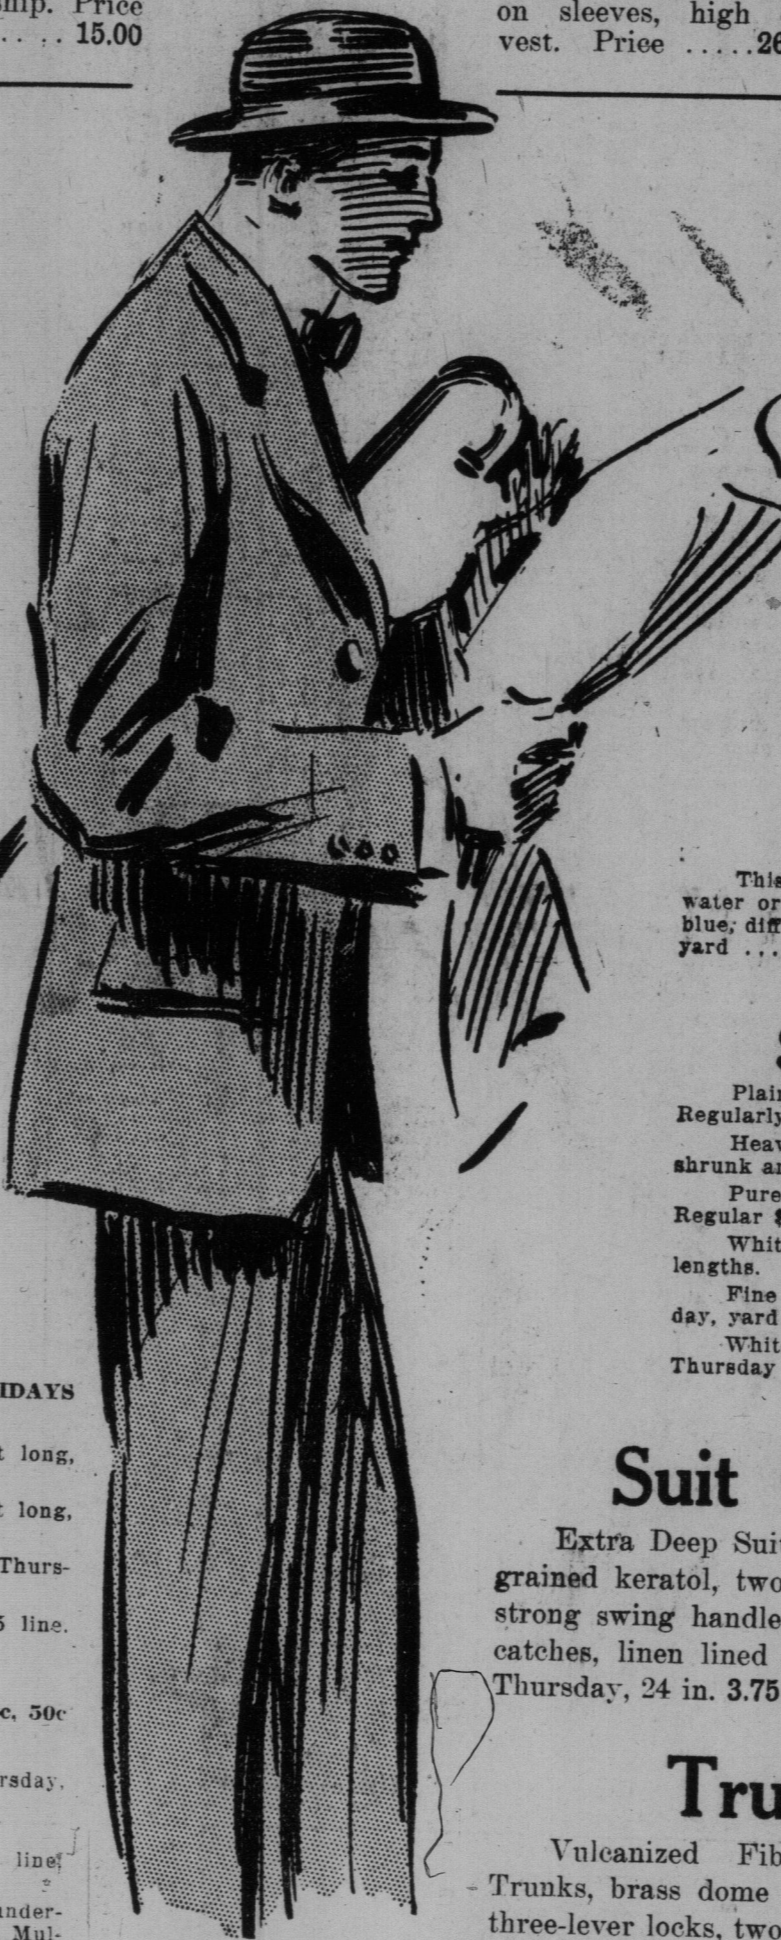 ship. Price
..... 15.00
on sleeves, high
vest. Price .....26
This
water or
blue; diff
yard ...
Plain
Regularly
Heav
shrunk an
Pure
Regular $
Whit
lengths.
Fine
day, yard
Whit
Thursday
IDAYS
t long,
t long,
Thurs-
5 line.
c, 50c
rsday,
line,
under-
Mul-
Suit
Extra Deep Suit
grained keratol, two
strong swing handle
catches, linen lined
Thursday, 24 in. 3.75
Tru
Vulcanized Fib
Trunks, brass dome
three-lever locks, two